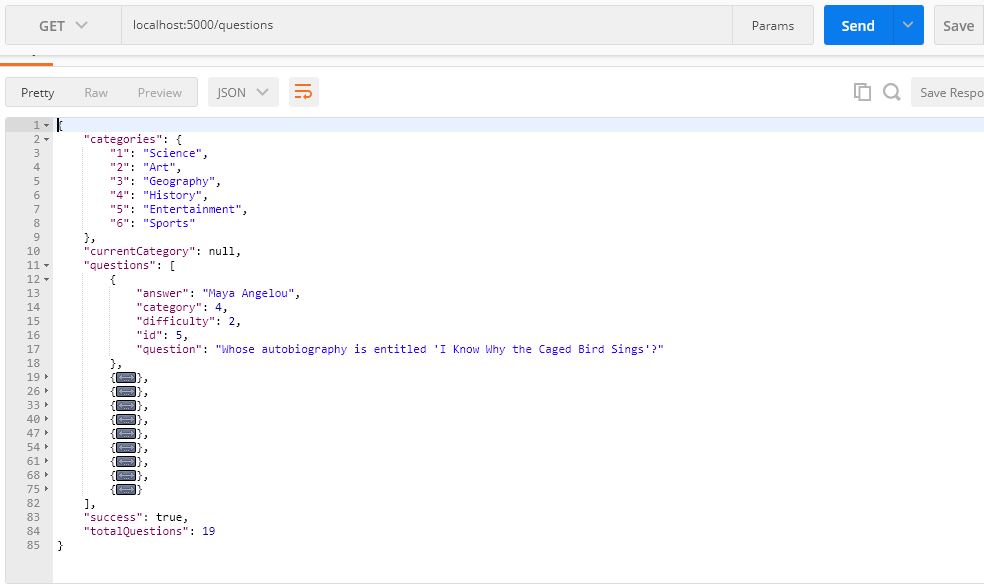 GET localhost:5000/questions Params Send Save
Pretty Raw Preview JSON Save Respo
1 {
2 "categories": {
3 "1": "Science",
4 "2": "Art",
5 "3": "Geography",
6 "4": "History",
7 "5": "Entertainment",
8 "6": "Sports"
9 },
10 "currentCategory": null,
11 "questions": [
12 {
13 "answer": "Maya Angelou",
14 "category": 4,
15 "difficulty": 2,
16 "id": 5,
17 "question": "Whose autobiography is entitled 'I Know Why the Caged Bird Sings'?"
18 },
19 {},
26 {},
33 {},
40 {},
47 {},
54 {},
61 {},
68 {},
75 {}
82 ],
83 "success": true,
84 "totalQuestions": 19
85 }